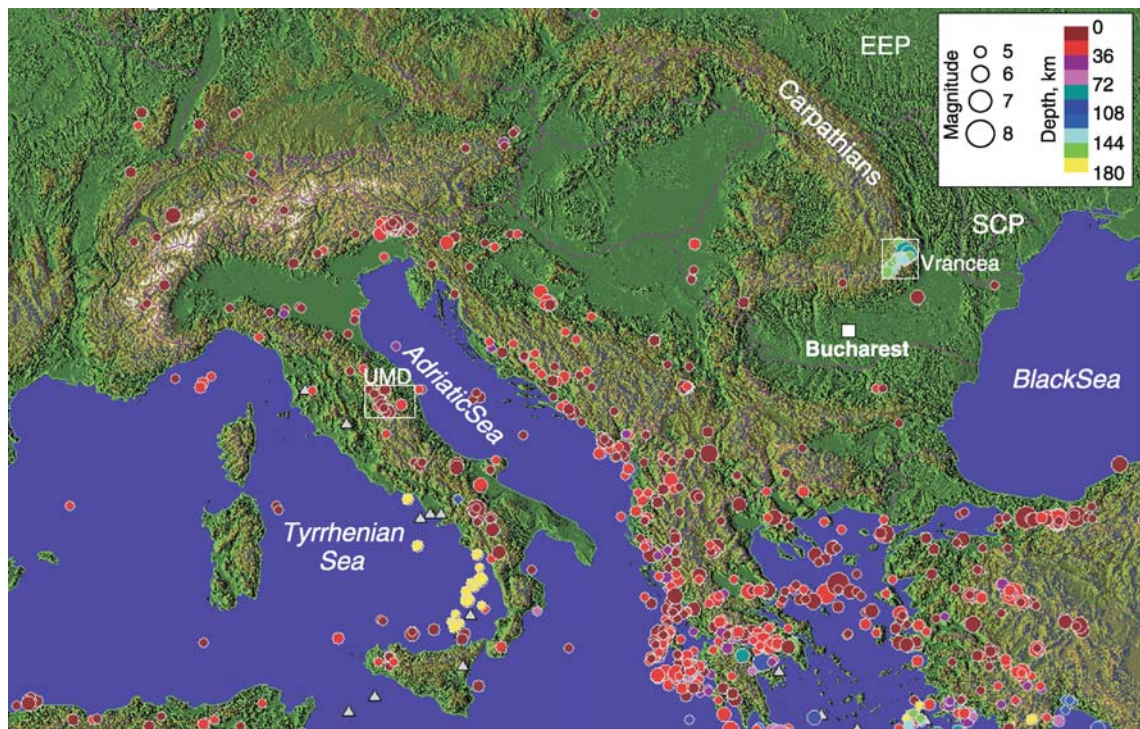 EEP
Magnitude
5
6
7
8
Depth, km
0
36
72
108
144
180
Carpathians
SCP
Vrancea
Bucharest
BlackSea
UMD
AdriaticSea
Tyrrhenian
Sea